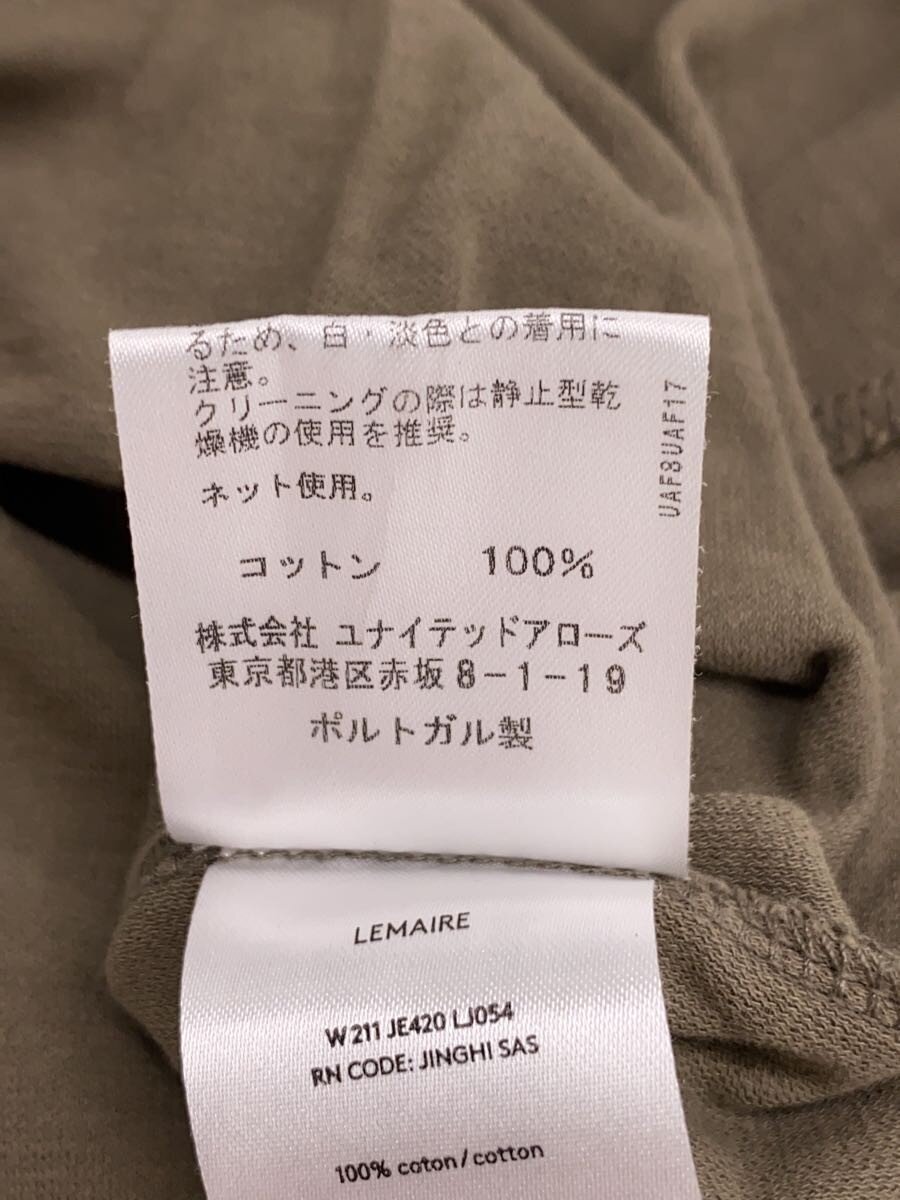 るため、白・淡色との着用に
注意。
クリーニングの際は静止型乾
燥機の使用を推奨。
ネット使用。
コットン 100%
株式会社 ユナイテッドアローズ
東京都港区赤坂8-1-19
ポルトガル製
UAF8UAF17
LEMAIRE
W 211 JE420 LJ054
RN CODE: JINGHI SAS
100% coton/cotton